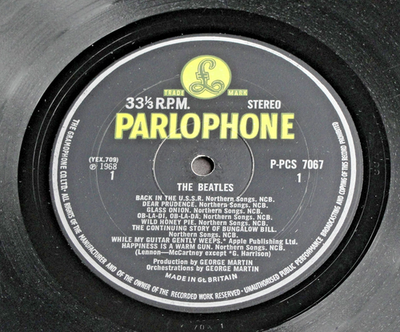 £
TRADE MARK
33⅓ R.P.M. STEREO
PARLOPHONE
(YEX.709)
℗ 1968
1
P-PCS 7067
1
THE BEATLES
BACK IN THE U.S.S.R. Northern Songs. NCB.
DEAR PRUDENCE. Northern Songs. NCB.
GLASS ONION. Northern Songs. NCB.
OB-LA-DI, OB-LA-DA. Northern Songs. NCB.
WILD HONEY PIE. Northern Songs. NCB.
THE CONTINUING STORY OF BUNGALOW BILL.
Northern Songs. NCB.
WHILE MY GUITAR GENTLY WEEPS.* Apple Publishing Ltd.
HAPPINESS IS A WARM GUN. Northern Songs. NCB.
(Lennon—McCartney except *G. Harrison)
Production by GEORGE MARTIN
Orchestrations by GEORGE MARTIN
MADE IN GT. BRITAIN
THE GRAMOPHONE CO. LTD. ALL RIGHTS OF THE MANUFACTURER AND OF THE OWNER OF THE RECORDED WORK RESERVED. UNAUTHORISED PUBLIC PERFORMANCE, BROADCASTING AND COPYING OF THIS RECORD PROHIBITED